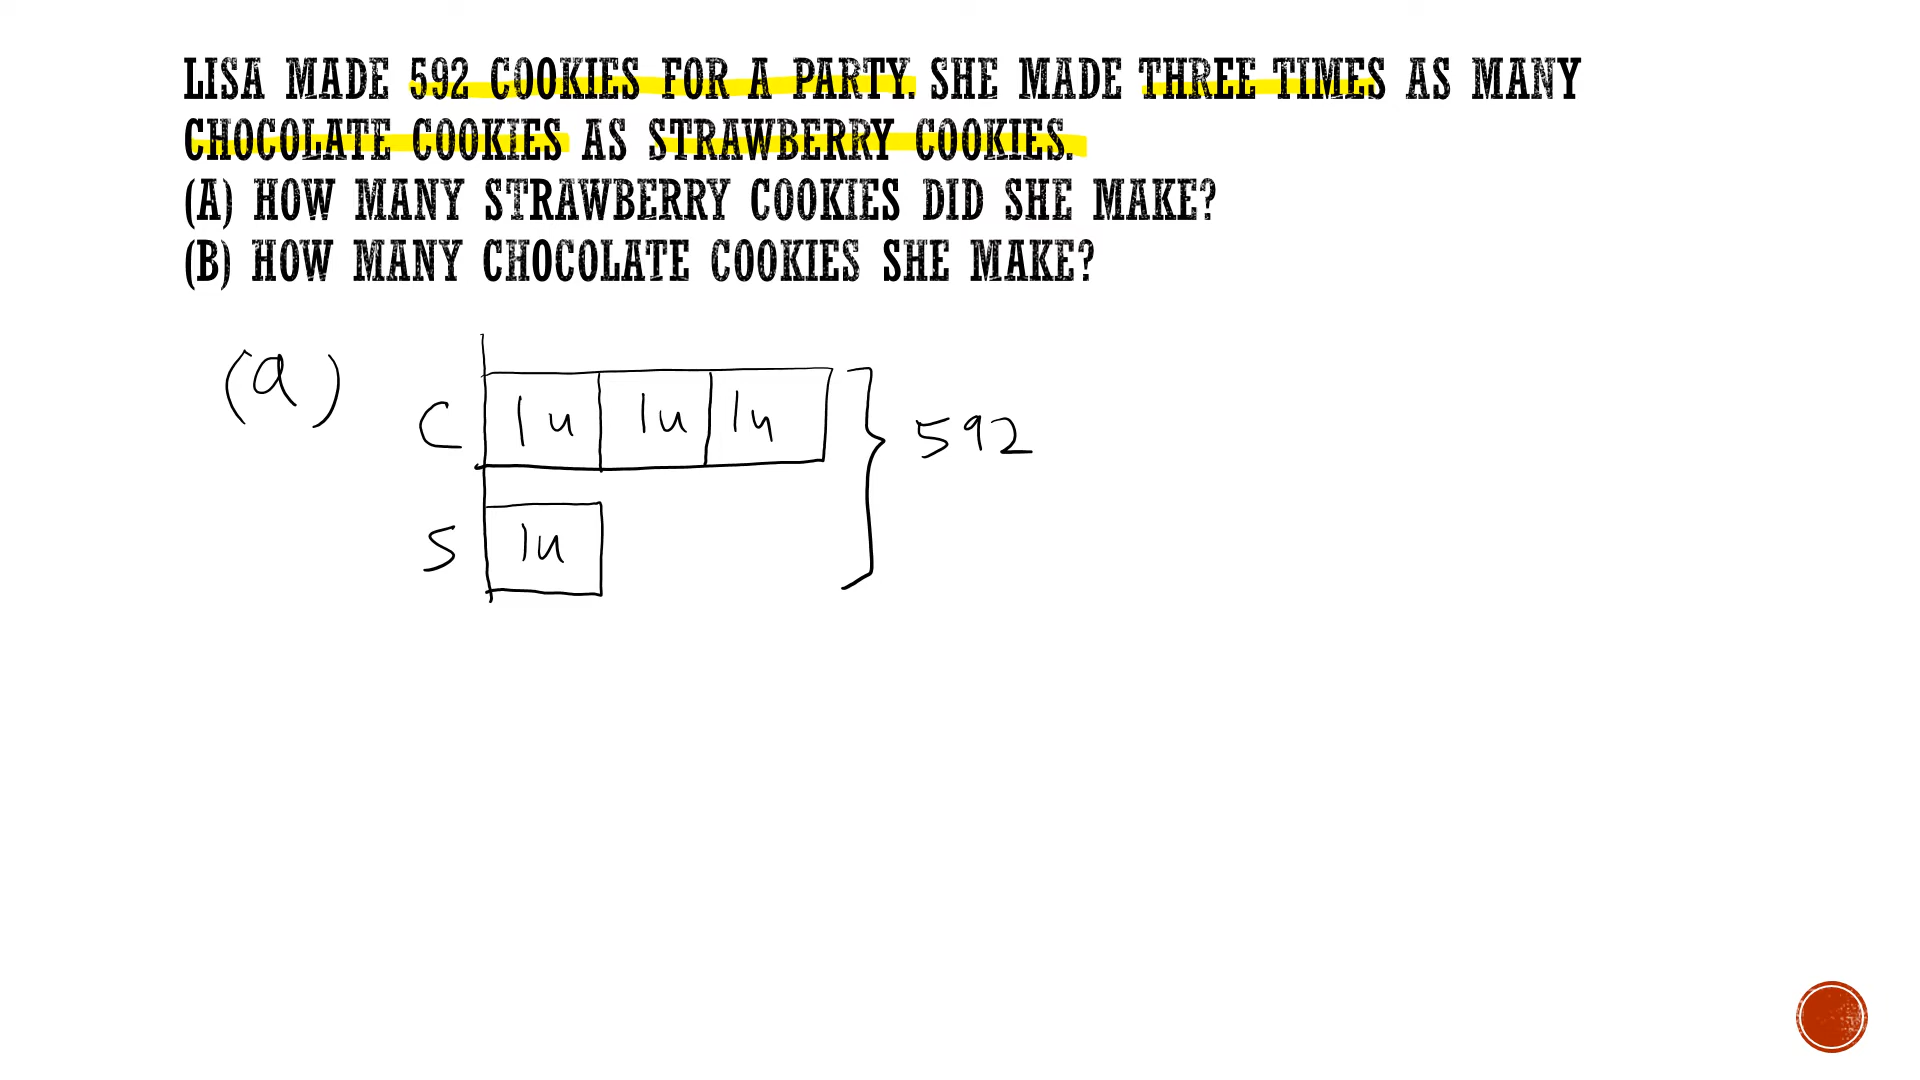 LISA MADE 592 COOKIES FOR A PARTY. SHE MADE THREE TIMES AS MANY
CHOCOLATE COOKIES AS STRAWBERRY COOKIES.
(A) HOW MANY STRAWBERRY COOKIES DID SHE MAKE?
(B) HOW MANY CHOCOLATE COOKIES SHE MAKE?
(a)
C 1u 1u 1u 592
S 1u